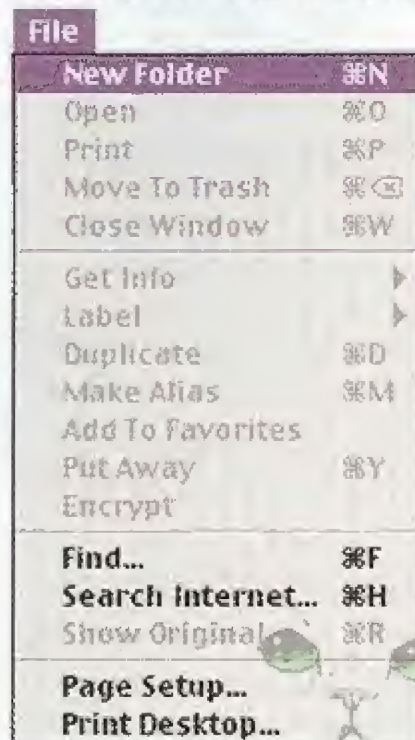 File
New Folder ⌘N
Open ⌘O
Print ⌘P
Move To Trash ⌘⌫
Close Window ⌘W
Get Info
Label
Duplicate ⌘D
Make Alias ⌘M
Add To Favorites
Put Away ⌘Y
Encrypt
Find... ⌘F
Search Internet... ⌘H
Show Original ⌘R
Page Setup...
Print Desktop...